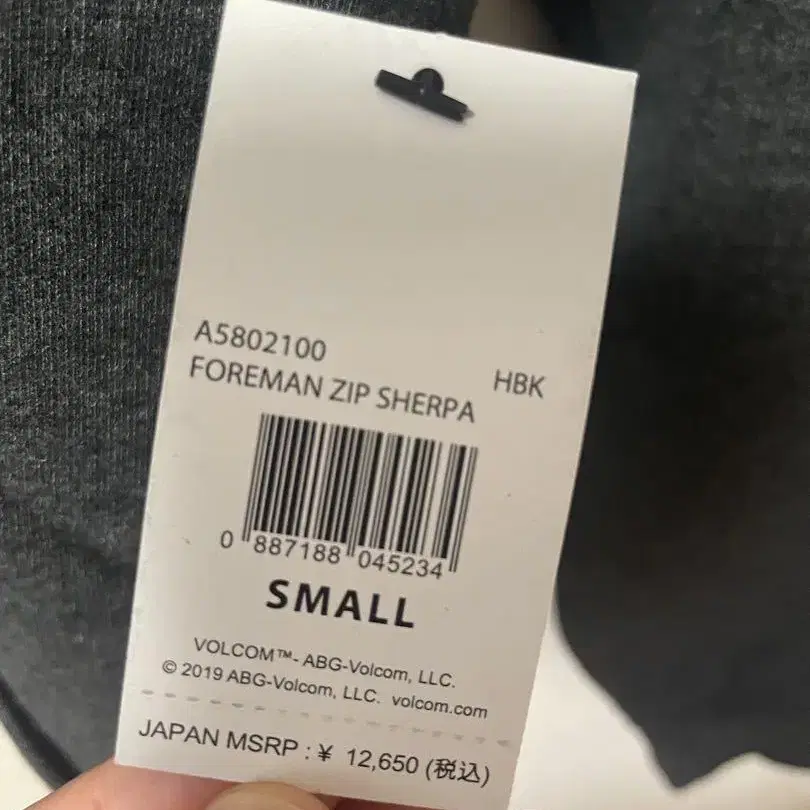 A5802100
FOREMAN ZIP SHERPA HBK
0 887188 045234
SMALL
VOLCOM™- ABG-Volcom, LLC.
© 2019 ABG-Volcom, LLC. volcom.com
JAPAN MSRP : ¥ 12,650 (税込)